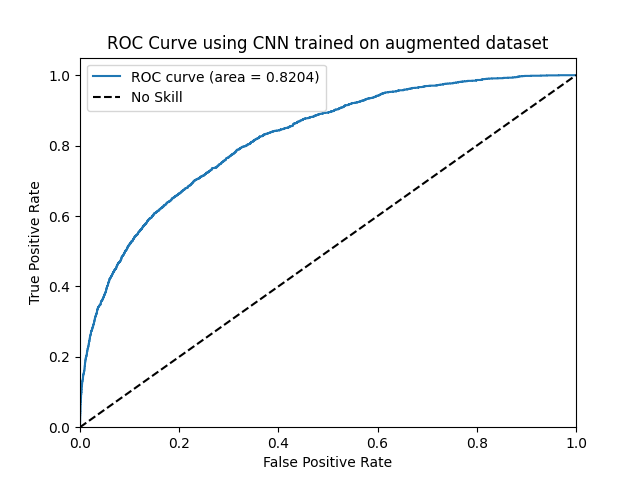 ROC Curve using CNN trained on augmented dataset
ROC curve (area = 0.8204)
No Skill
True Positive Rate
1.0
0.8
0.6
0.4
0.2
0.0
0.0 0.2 0.4 0.6 0.8 1.0
False Positive Rate